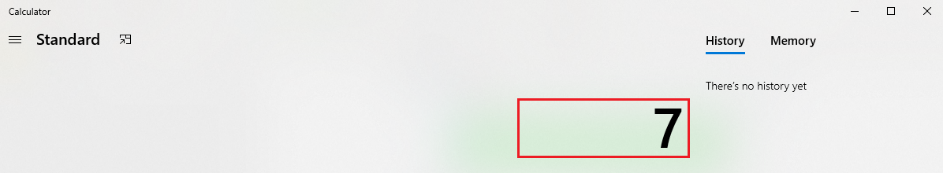 Calculator
Standard
History Memory
There's no history yet
7